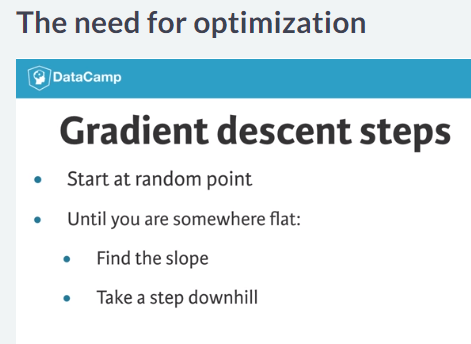 The need for optimization
DataCamp
Gradient descent steps
• Start at random point
• Until you are somewhere flat:
• Find the slope
• Take a step downhill